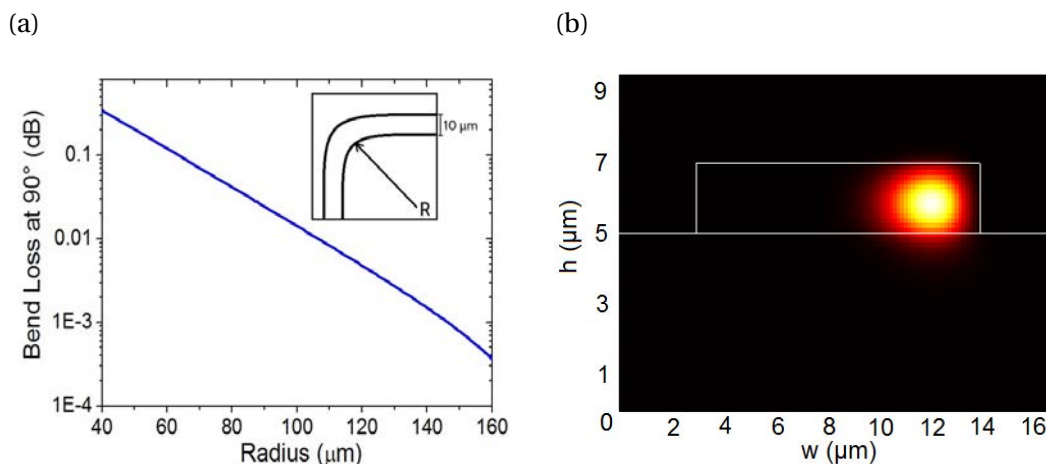 (a)
(b)
Bend Loss at 90° (dB)
0.1
0.01
1E-3
1E-4
40 60 80 100 120 140 160
Radius (μm)
10 μm
R
h (μm)
9
7
5
3
1
0
2 4 6 8 10 12 14 16
w (μm)